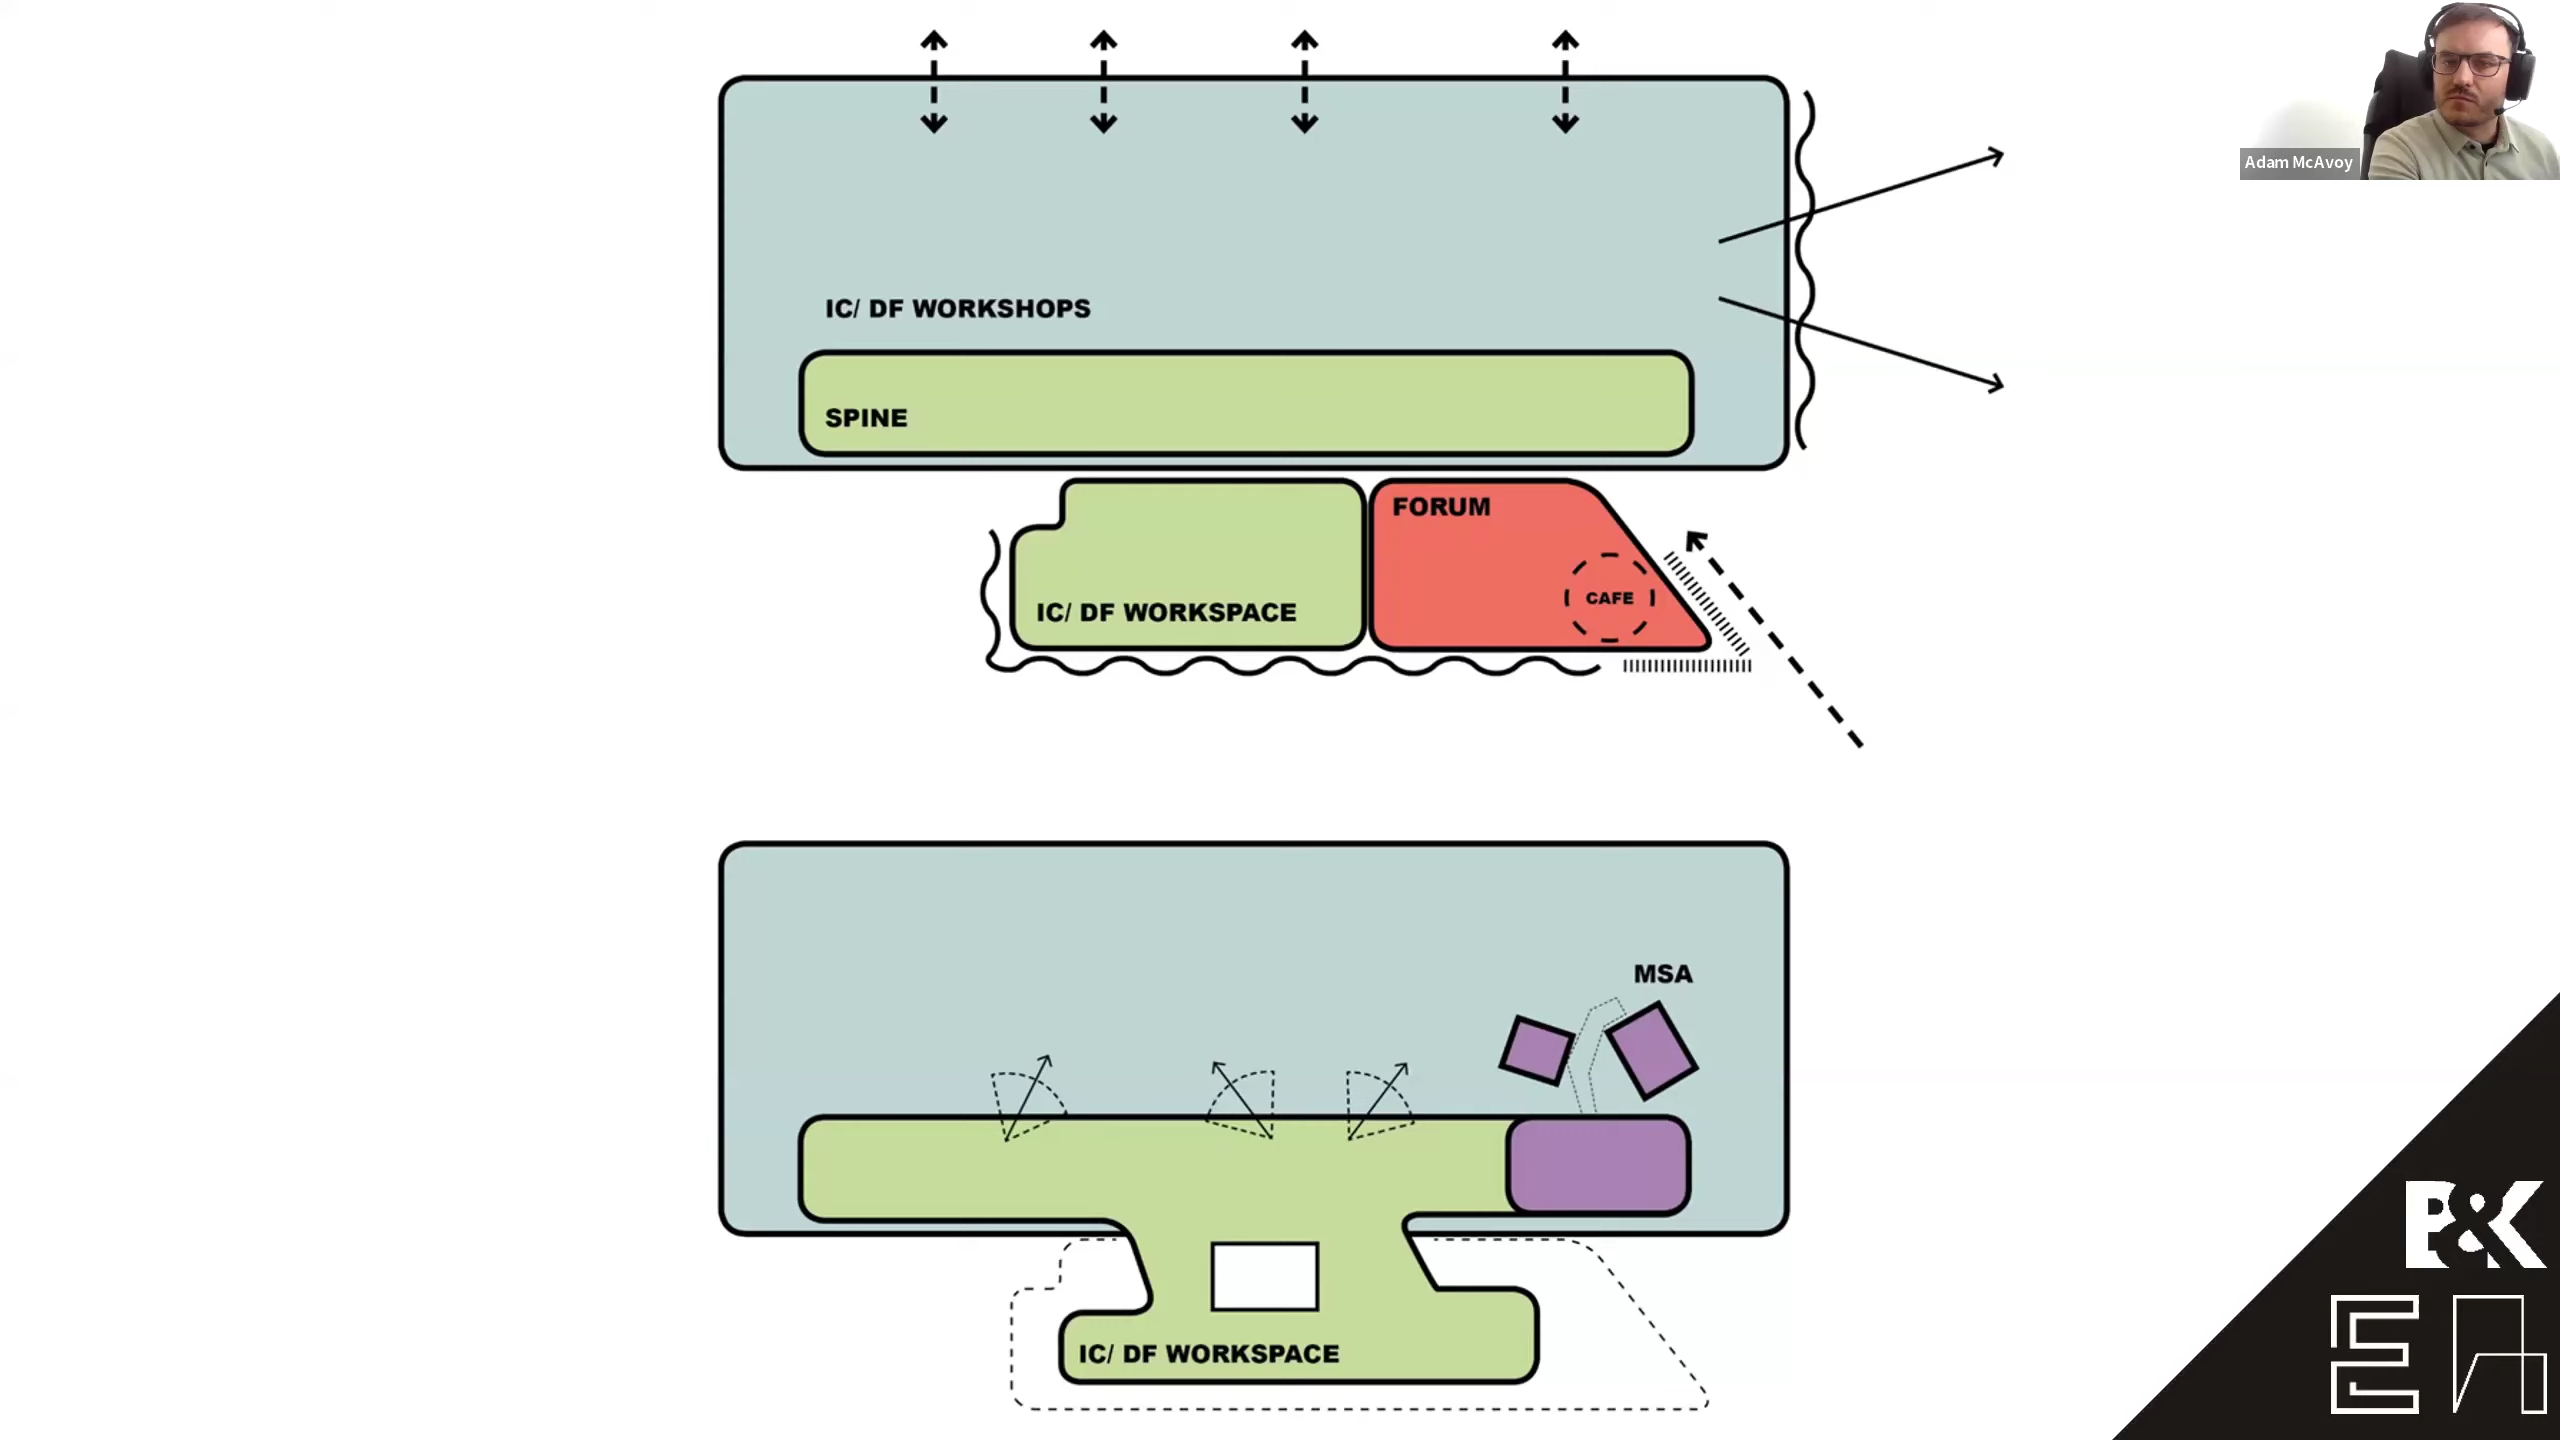 Adam McAvoy
IC/ DF WORKSHOPS
SPINE
FORUM
CAFE
IC/ DF WORKSPACE
MSA
IC/ DF WORKSPACE
B&K